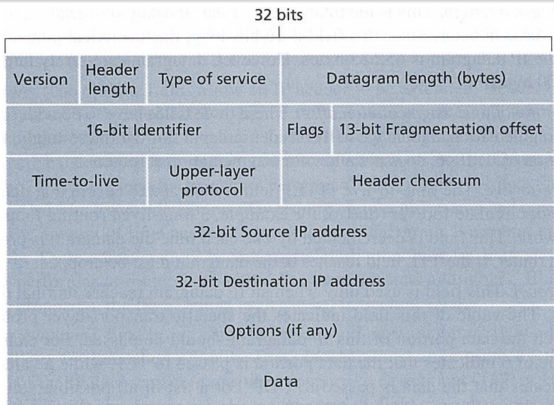 32 bits
Version
Header
length
Type of service
Datagram length (bytes)
16-bit Identifier
Flags
13-bit Fragmentation offset
Time-to-live
Upper-layer
protocol
Header checksum
32-bit Source IP address
32-bit Destination IP address
Options (if any)
Data